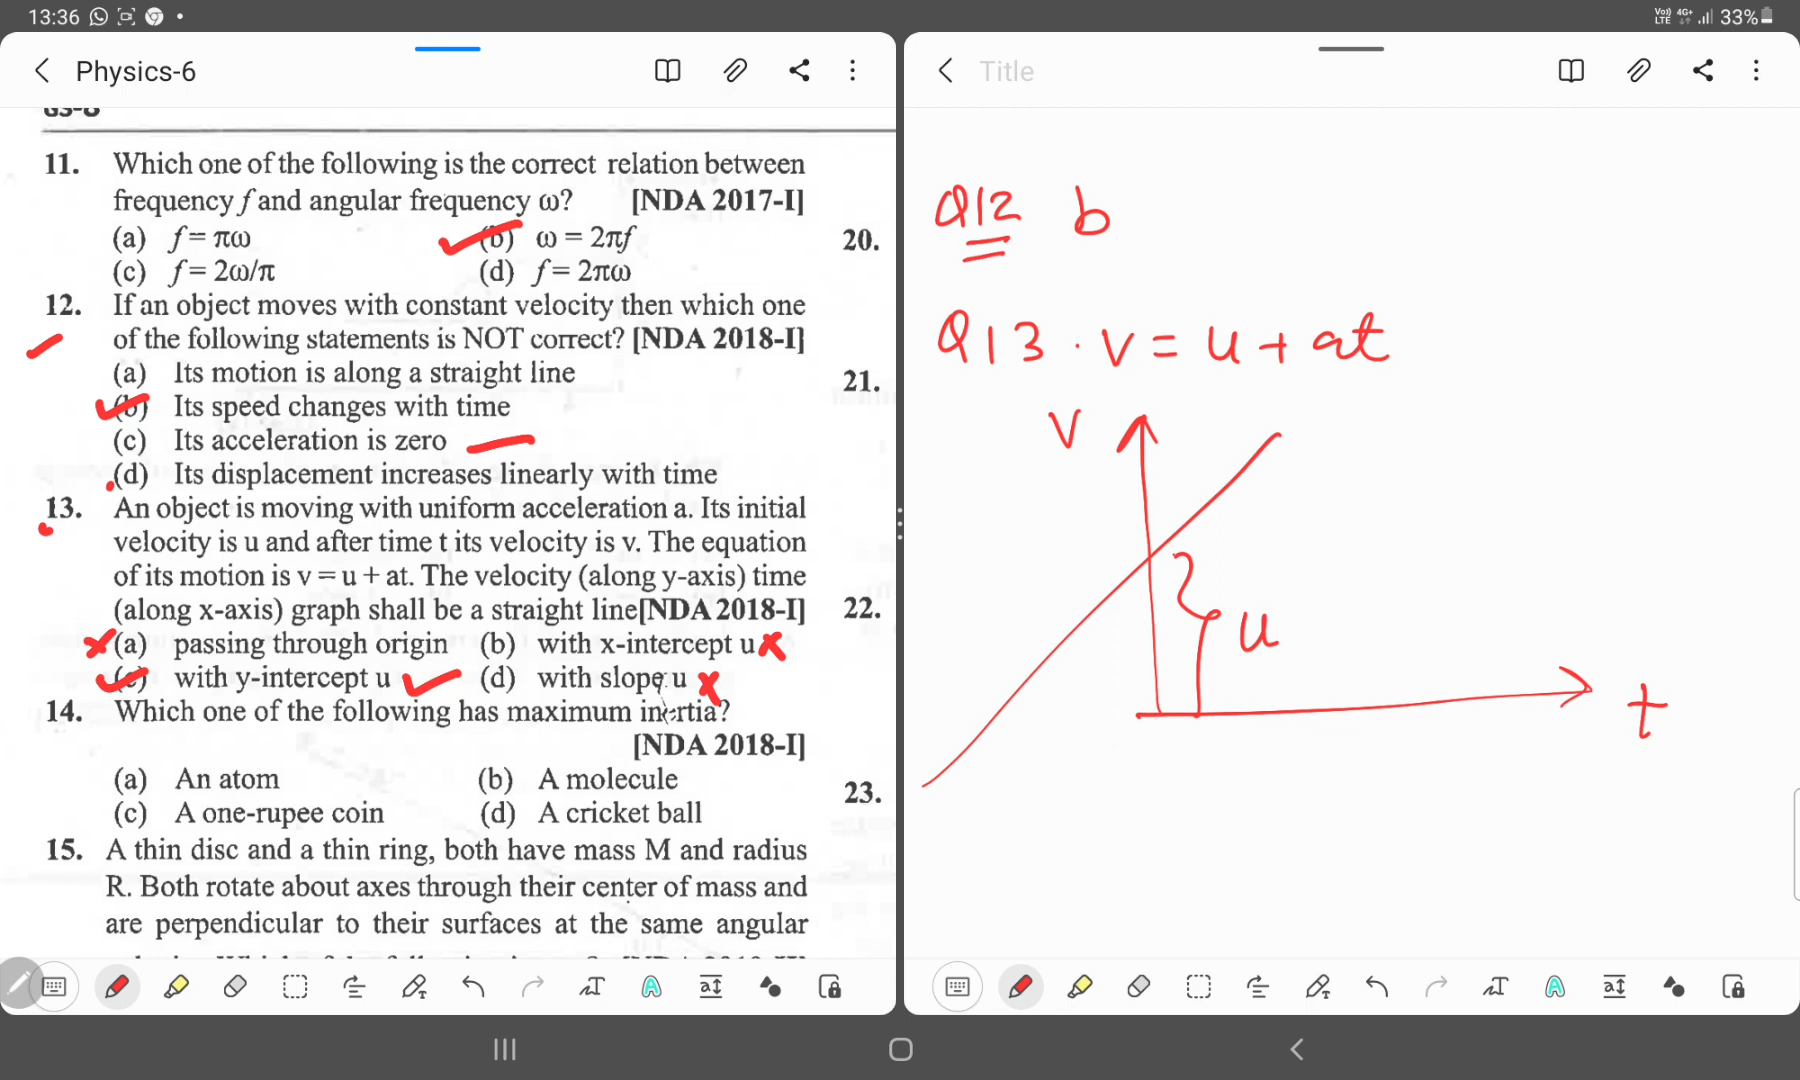 13:36
Vo)) LTE 4G+ 33%
Physics-6
GS-8
11. Which one of the following is the correct relation between
frequency f and angular frequency ω? [NDA 2017-I]
(a) f = πω (b) ω = 2πf
(c) f = 2ω/π (d) f = 2πω
12. If an object moves with constant velocity then which one
of the following statements is NOT correct? [NDA 2018-I]
(a) Its motion is along a straight line
(b) Its speed changes with time
(c) Its acceleration is zero
(d) Its displacement increases linearly with time
13. An object is moving with uniform acceleration a. Its initial
velocity is u and after time t its velocity is v. The equation
of its motion is v = u + at. The velocity (along y-axis) time
(along x-axis) graph shall be a straight line [NDA 2018-I]
(a) passing through origin (b) with x-intercept u
(c) with y-intercept u (d) with slope u
14. Which one of the following has maximum inertia?
[NDA 2018-I]
(a) An atom (b) A molecule
(c) A one-rupee coin (d) A cricket ball
15. A thin disc and a thin ring, both have mass M and radius
R. Both rotate about axes through their center of mass and
are perpendicular to their surfaces at the same angular
20.
21.
22.
23.
Title
Q12 b
Q13 . v = u + at
v
u
t